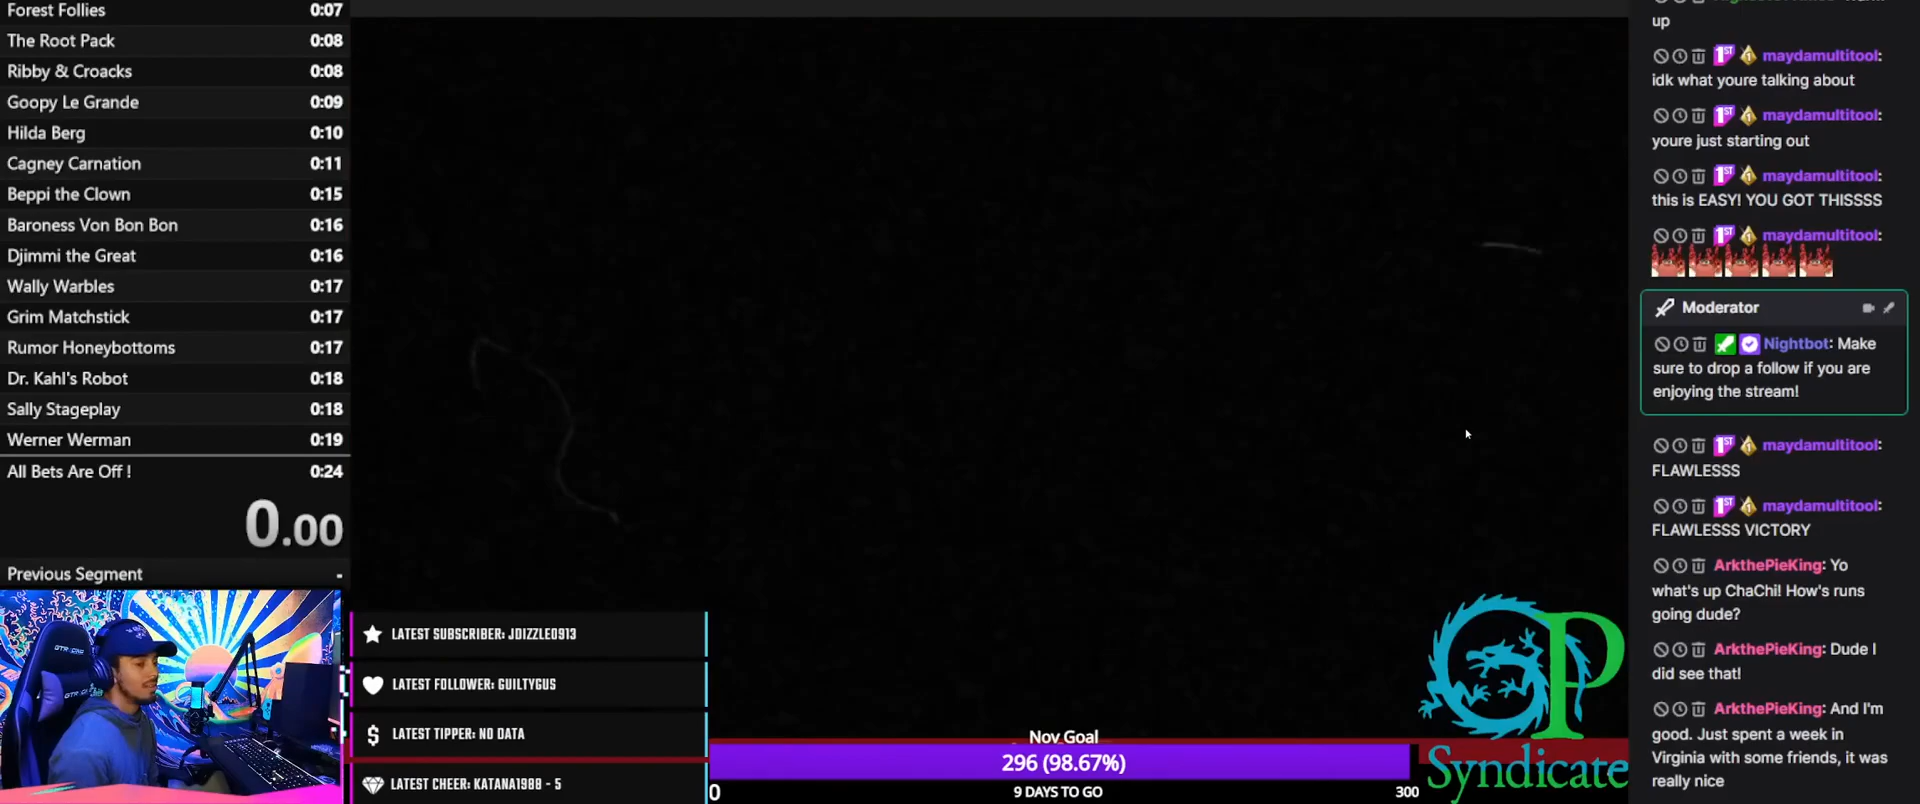 Forest Follies 0:07
The Root Pack 0:08
Ribby & Croacks 0:08
Goopy Le Grande 0:09
Hilda Berg 0:10
Cagney Carnation 0:11
Beppi the Clown 0:15
Baroness Von Bon Bon 0:16
Djimmi the Great 0:16
Wally Warbles 0:17
Grim Matchstick 0:17
Rumor Honeybottoms 0:17
Dr. Kahl's Robot 0:18
Sally Stageplay 0:18
Werner Werman 0:19
All Bets Are Off ! 0:24
0.00
Previous Segment -
LATEST SUBSCRIBER: JDIZZLE0913
LATEST FOLLOWER: GUILTYGUS
LATEST TIPPER: NO DATA
LATEST CHEER: KATANA1988 - 5
Nov Goal
296 (98.67%)
0 9 DAYS TO GO 300
OP
Syndicate
up
maydamultitool:
idk what youre talking about
maydamultitool:
youre just starting out
maydamultitool:
this is EASY! YOU GOT THISSSS
maydamultitool:
Moderator
Nightbot: Make
sure to drop a follow if you are
enjoying the stream!
maydamultitool:
FLAWLESSS
maydamultitool:
FLAWLESSS VICTORY
ArkthePieKing: Yo
what's up ChaChi! How's runs
going dude?
ArkthePieKing: Dude I
did see that!
ArkthePieKing: And I'm
good. Just spent a week in
Virginia with some friends, it was
really nice